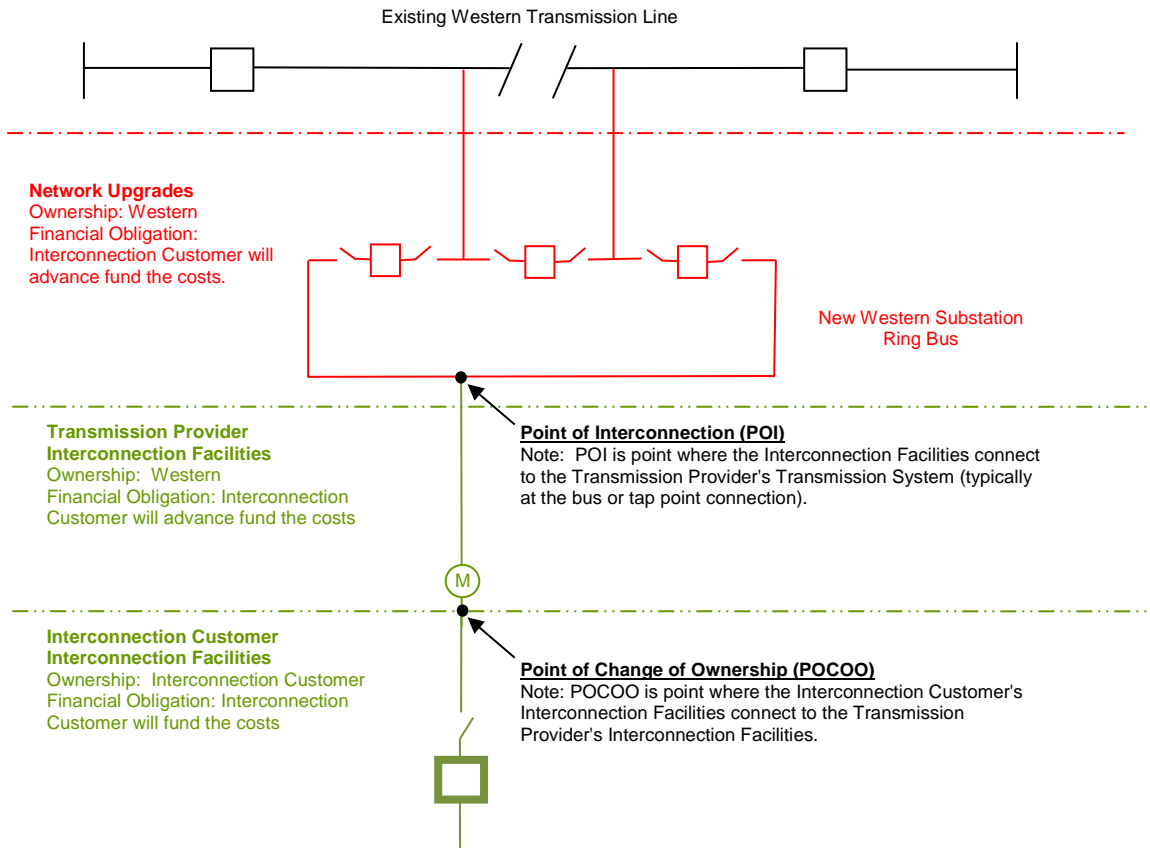 Existing Western Transmission Line
Network Upgrades
Ownership: Western
Financial Obligation:
Interconnection Customer will
advance fund the costs.
New Western Substation
Ring Bus
Transmission Provider
Interconnection Facilities
Ownership:  Western
Financial Obligation: Interconnection
Customer will advance fund the costs
Point of Interconnection (POI)
Note:  POI is point where the Interconnection Facilities connect
to the Transmission Provider's Transmission System (typically
at the bus or tap point connection).
M
Interconnection Customer
Interconnection Facilities
Ownership:  Interconnection Customer
Financial Obligation: Interconnection
Customer will fund the costs
Point of Change of Ownership (POCOO)
Note: POCOO is point where the Interconnection Customer's
Interconnection Facilities connect to the Transmission
Provider's Interconnection Facilities.